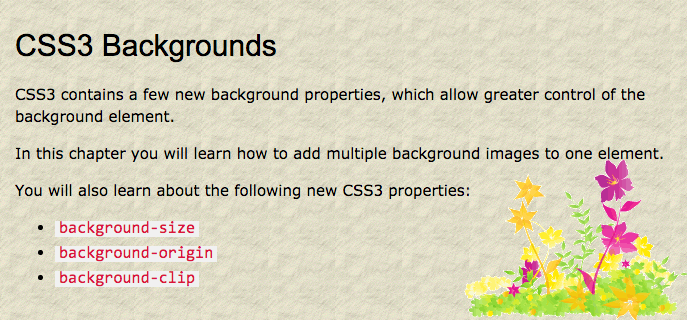 CSS3 Backgrounds
CSS3 contains a few new background properties, which allow greater control of the
background element.
In this chapter you will learn how to add multiple background images to one element.
You will also learn about the following new CSS3 properties:
background-size
background-origin
background-clip